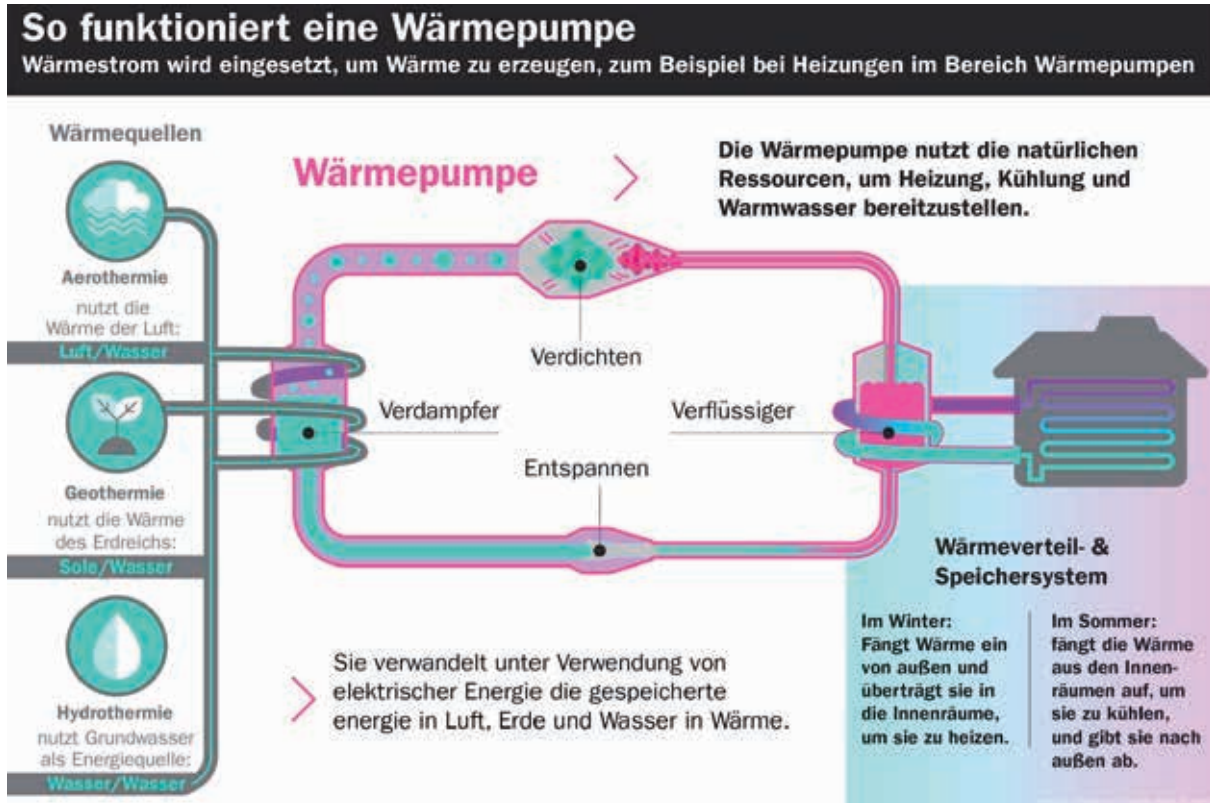 So funktioniert eine Wärmepumpe
Wärmestrom wird eingesetzt, um Wärme zu erzeugen, zum Beispiel bei Heizungen im Bereich Wärmepumpen
Wärmequellen
Aerothermie
nutzt die
Wärme der Luft:
Luft/Wasser
Geothermie
nutzt die Wärme
des Erdreichs:
Sole/Wasser
Hydrothermie
nutzt Grundwasser
als Energiequelle:
Wasser/Wasser
Wärmepumpe
Die Wärmepumpe nutzt die natürlichen
Ressourcen, um Heizung, Kühlung und
Warmwasser bereitzustellen.
Verdichten
Verdampfer
Verflüssiger
Entspannen
Sie verwandelt unter Verwendung von
elektrischer Energie die gespeicherte
energie in Luft, Erde und Wasser in Wärme.
Wärmeverteil- &
Speichersystem
Im Winter:
Fängt Wärme ein
von außen und
überträgt sie in
die Innenräume,
um sie zu heizen.
Im Sommer:
fängt die Wärme
aus den Innen-
räumen auf, um
sie zu kühlen,
und gibt sie nach
außen ab.